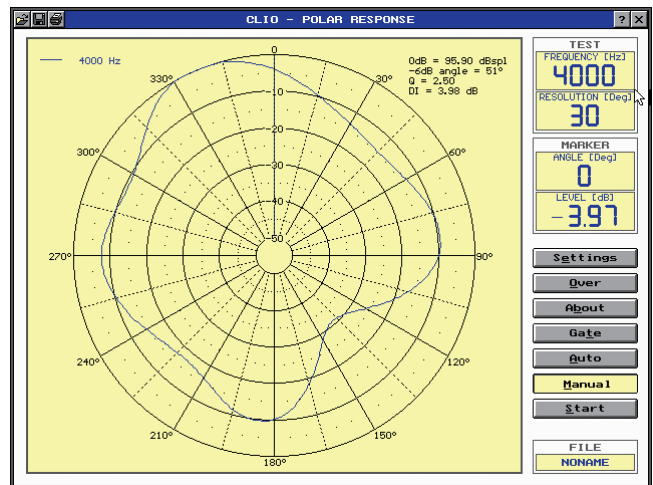 CLIO - POLAR RESPONSE
? X
4000 Hz
0dB = 95.90 dBspl
-6dB angle = 51°
Q = 2.50
DI = 3.98 dB
0
330°
30°
-10
-20
300°
60°
-30
-40
-50
270°
90°
240°
120°
210°
150°
180°
TEST
FREQUENCY [Hz]
4000
RESOLUTION [Deg]
30
MARKER
ANGLE [Deg]
0
LEVEL [dB]
-3.97
Settings
Over
About
Gate
Auto
Manual
Start
FILE
NONAME